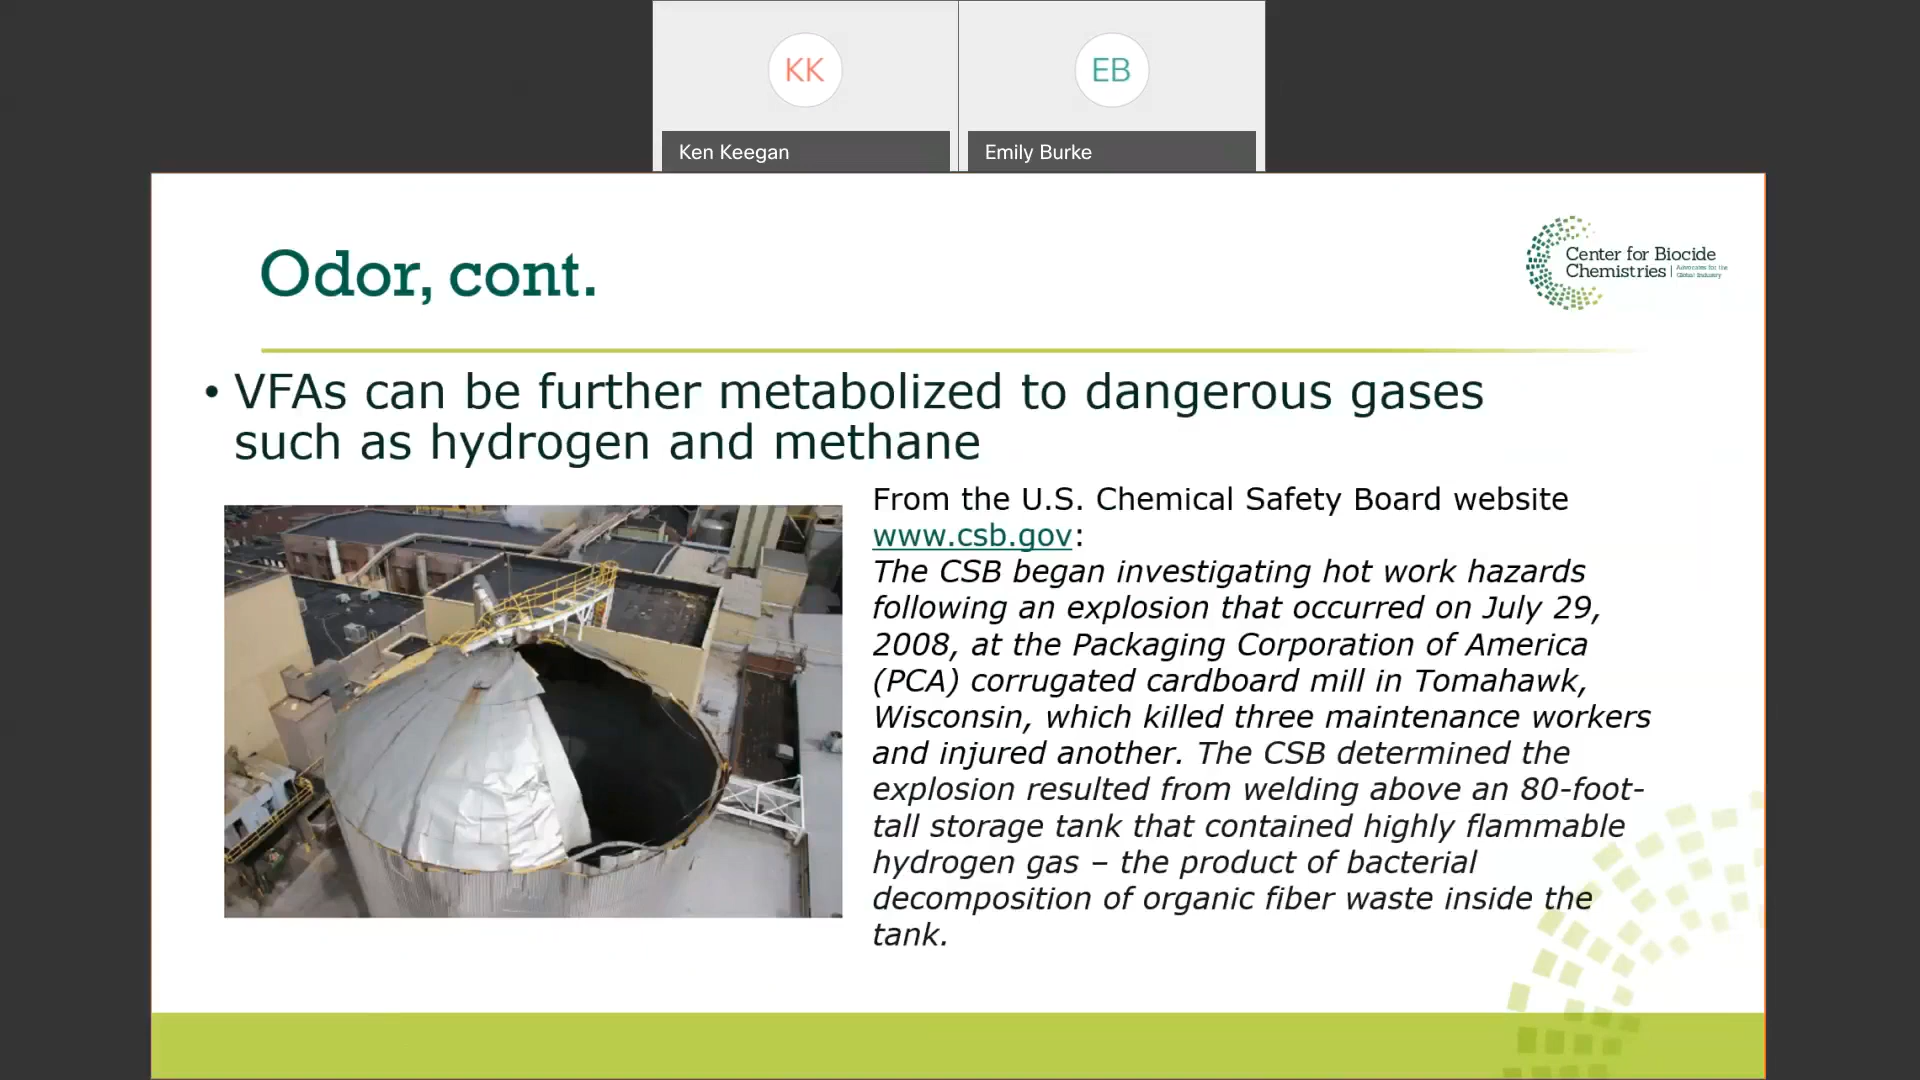 KK
EB
Ken Keegan
Emily Burke
Odor, cont.
Center for Biocide
Chemistries
Advocates for the
Global Industry
• VFAs can be further metabolized to dangerous gases
such as hydrogen and methane
From the U.S. Chemical Safety Board website
www.csb.gov:
The CSB began investigating hot work hazards
following an explosion that occurred on July 29,
2008, at the Packaging Corporation of America
(PCA) corrugated cardboard mill in Tomahawk,
Wisconsin, which killed three maintenance workers
and injured another. The CSB determined the
explosion resulted from welding above an 80-foot-
tall storage tank that contained highly flammable
hydrogen gas – the product of bacterial
decomposition of organic fiber waste inside the
tank.